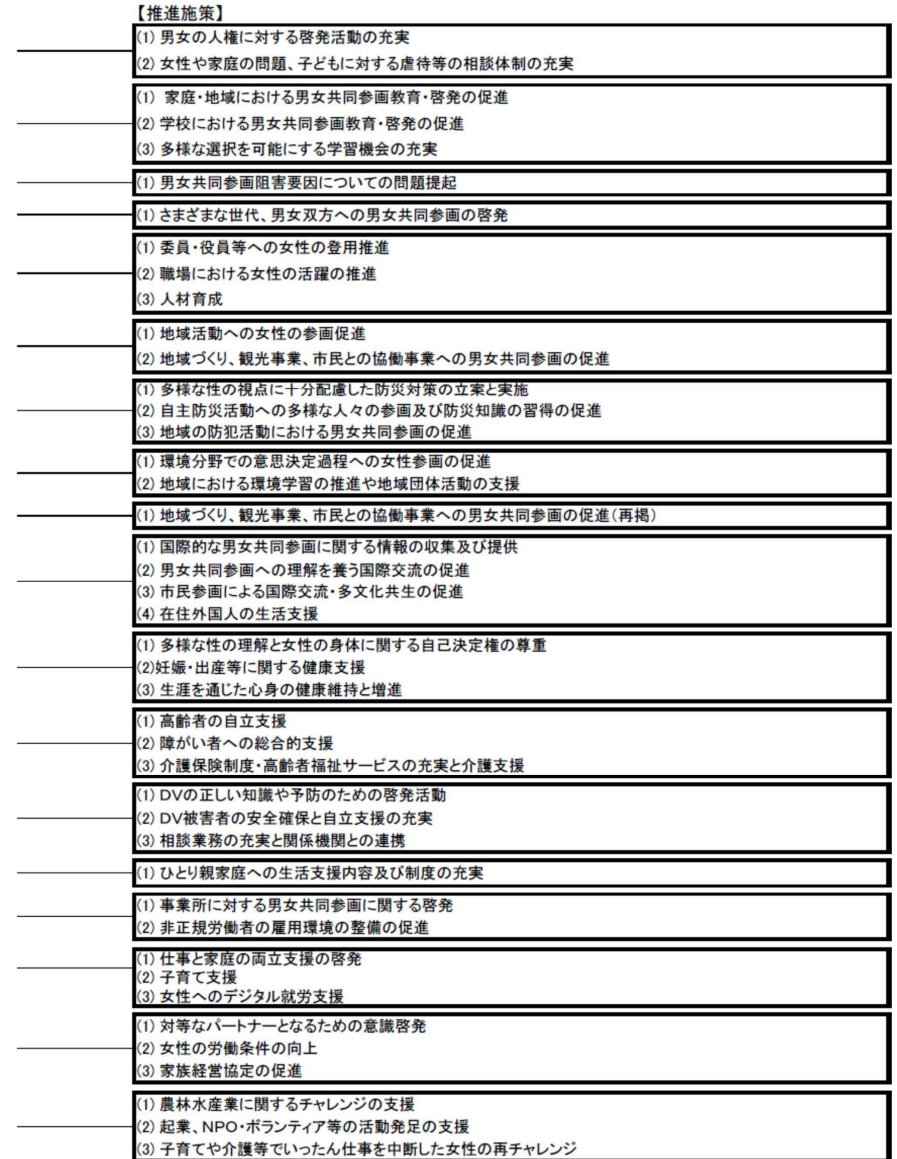 【推進施策】
(1) 男女の人権に対する啓発活動の充実
(2) 女性や家庭の問題、子どもに対する虐待等の相談体制の充実
(1) 家庭・地域における男女共同参画教育・啓発の促進
(2) 学校における男女共同参画教育・啓発の促進
(3) 多様な選択を可能にする学習機会の充実
(1) 男女共同参画阻害要因についての問題提起
(1) さまざまな世代、男女双方への男女共同参画の啓発
(1) 委員・役員等への女性の登用推進
(2) 職場における女性の活躍の推進
(3) 人材育成
(1) 地域活動への女性の参画促進
(2) 地域づくり、観光事業、市民との協働事業への男女共同参画の促進
(1) 多様な性の視点に十分配慮した防災対策の立案と実施
(2) 自主防災活動への多様な人々の参画及び防災知識の習得の促進
(3) 地域の防犯活動における男女共同参画の促進
(1) 環境分野での意思決定過程への女性参画の促進
(2) 地域における環境学習の推進や地域団体活動の支援
(1) 地域づくり、観光事業、市民との協働事業への男女共同参画の促進(再掲)
(1) 国際的な男女共同参画に関する情報の収集及び提供
(2) 男女共同参画への理解を養う国際交流の促進
(3) 市民参画による国際交流・多文化共生の促進
(4) 在住外国人の生活支援
(1) 多様な性の理解と女性の身体に関する自己決定権の尊重
(2)妊娠・出産等に関する健康支援
(3) 生涯を通じた心身の健康維持と増進
(1) 高齢者の自立支援
(2) 障がい者への総合的支援
(3) 介護保険制度・高齢者福祉サービスの充実と介護支援
(1) DVの正しい知識や予防のための啓発活動
(2) DV被害者の安全確保と自立支援の充実
(3) 相談業務の充実と関係機関との連携
(1) ひとり親家庭への生活支援内容及び制度の充実
(1) 事業所に対する男女共同参画に関する啓発
(2) 非正規労働者の雇用環境の整備の促進
(1) 仕事と家庭の両立支援の啓発
(2) 子育て支援
(3) 女性へのデジタル就労支援
(1) 対等なパートナーとなるための意識啓発
(2) 女性の労働条件の向上
(3) 家族経営協定の促進
(1) 農林水産業に関するチャレンジの支援
(2) 起業、NPO・ボランティア等の活動発足の支援
(3) 子育てや介護等でいったん仕事を中断した女性の再チャレンジ